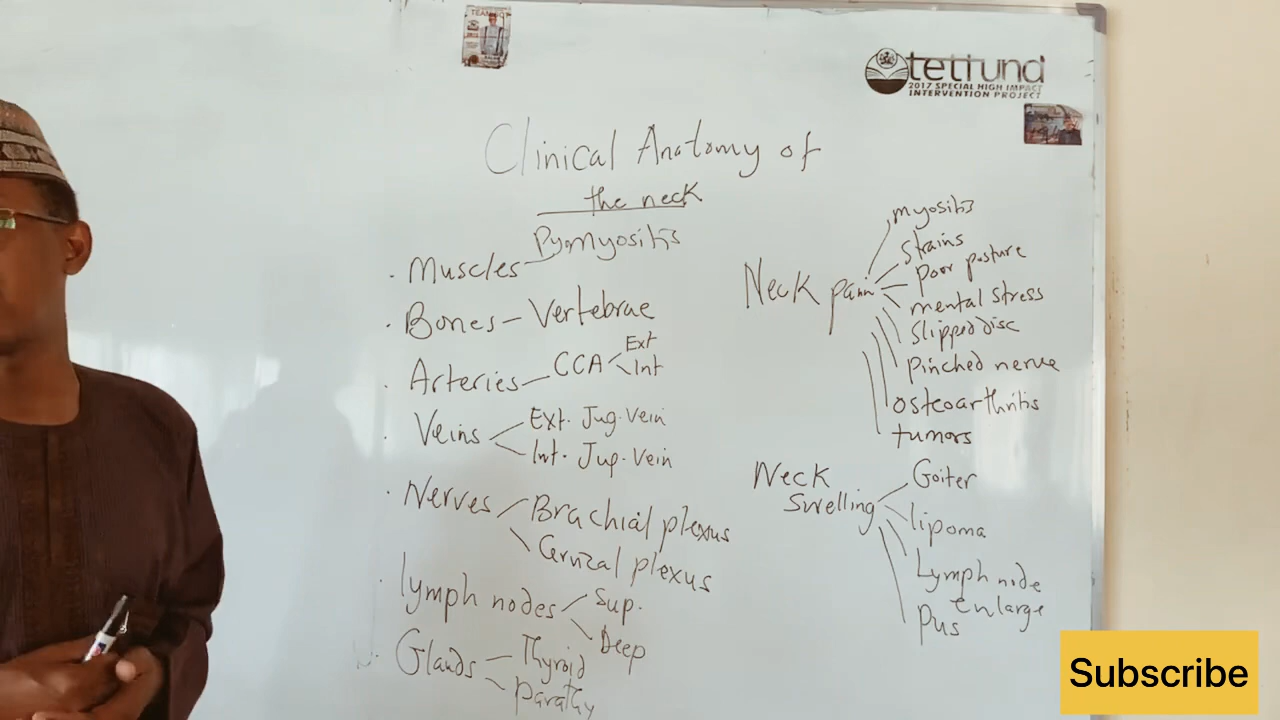 TEAM
tetfund
2017 SPECIAL HIGH IMPACT
INTERVENTION PROJECT
Clinical Anatomy of
the neck
Pyomyositis
Muscles
Bones - Vertebrae
Arteries - CCA Ext
Int
Veins Ext. Jug. Vein
Int. Jug. Vein
Nerves Brachial plexus
Cervical plexus
lymph nodes Sup.
Deep
Glands - Thyroid
parathy
Neck pain
myositis
Strains
poor posture
mental stress
Slipped disc
Pinched nerve
osteoarthritis
tumors
Neck
Swelling
Goiter
lipoma
Lymph node
enlarge
Pus
Subscribe